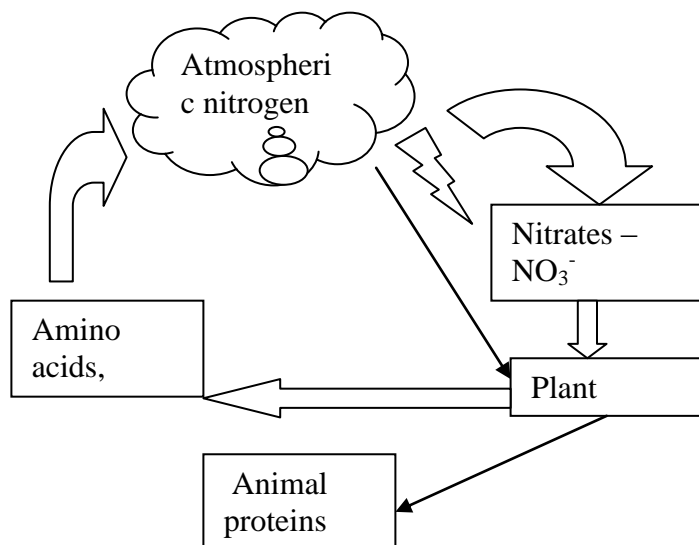 Atmospheri
c nitrogen
Nitrates –
NO₃⁻
Amino
acids,
Plant
Animal
proteins